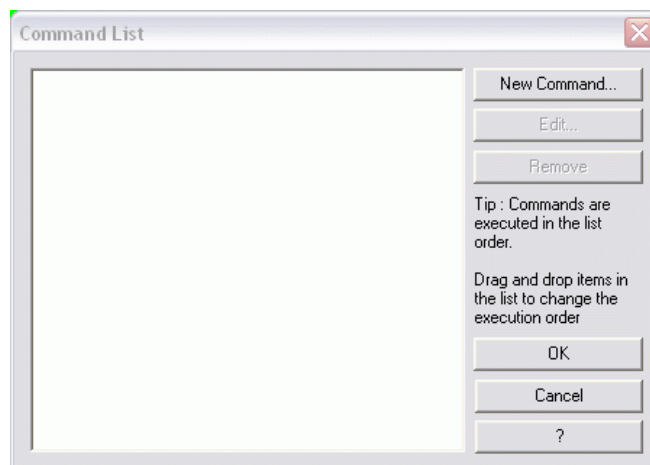 Command List
New Command...
Edit...
Remove
Tip : Commands are
executed in the list
order.
Drag and drop items in
the list to change the
execution order
OK
Cancel
?